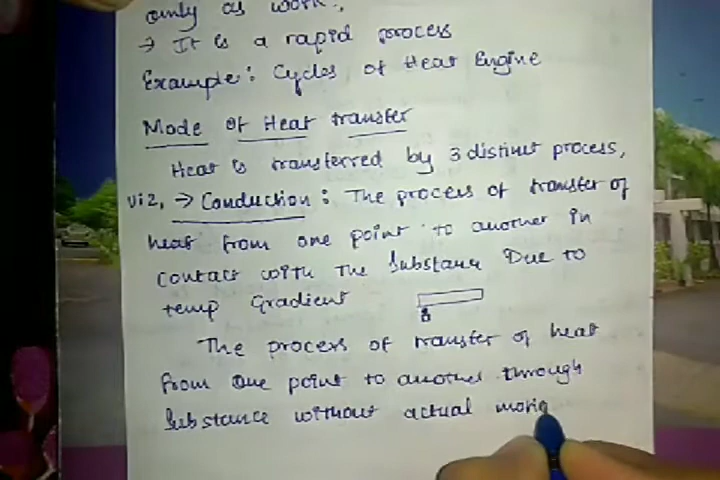 only as work.,
→ It is a rapid process
Example: Cycles of Heat Engine
Mode of Heat transfer
Heat is transferred by 3 distinct process,
viz, → Conduction: The process of transfer of
heat from one point to another in
contact with the substance Due to
temp Gradient
The process of transfer of heat
from one point to another through
substance without actual